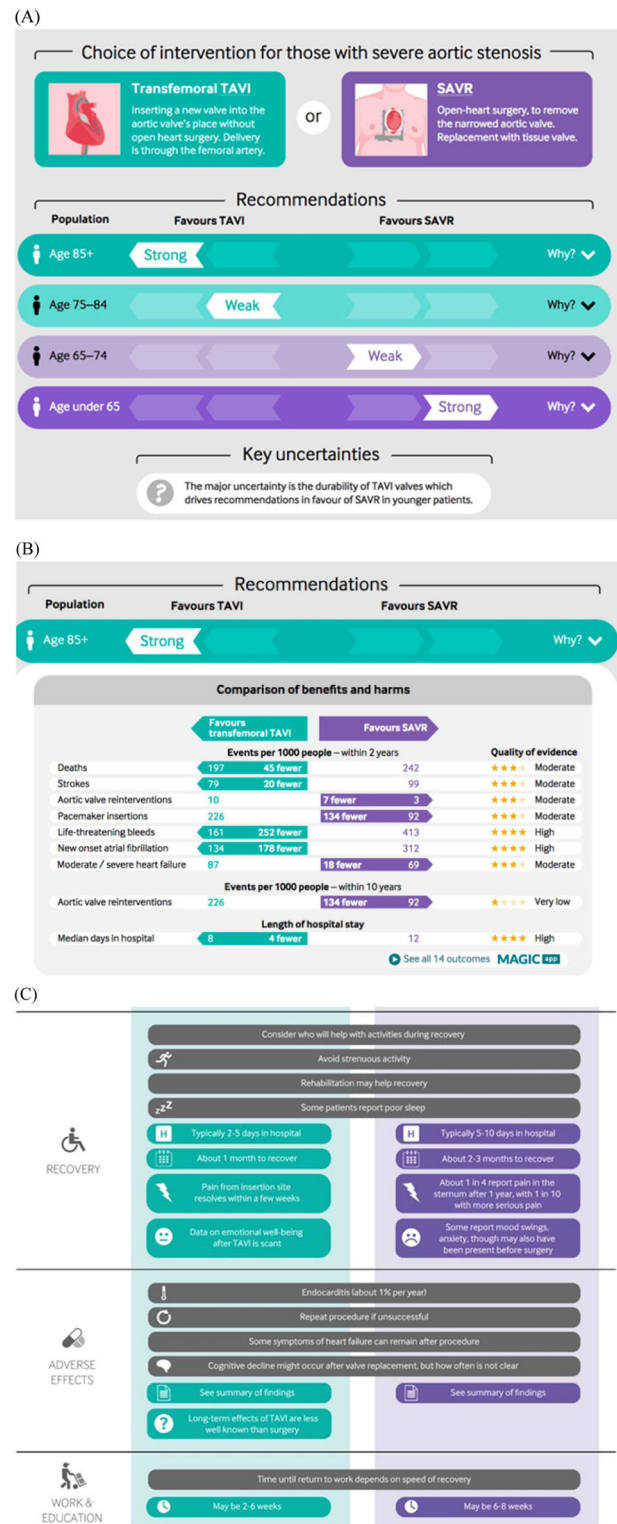 (A)
Choice of intervention for those with severe aortic stenosis
Transfemoral TAVI
Inserting a new valve into the
aortic valve's place without
open heart surgery. Delivery
is through the femoral artery.
or
SAVR
Open-heart surgery, to remove
the narrowed aortic valve.
Replacement with tissue valve.
Recommendations
Population Favours TAVI Favours SAVR
Age 85+ Strong Why?
Age 75–84 Weak Why?
Age 65–74 Weak Why?
Age under 65 Strong Why?
Key uncertainties
? The major uncertainty is the durability of TAVI valves which
drives recommendations in favour of SAVR in younger patients.
(B)
Recommendations
Population Favours TAVI Favours SAVR
Age 85+ Strong Why?
Comparison of benefits and harms
Favours
transfemoral TAVI
Favours SAVR
Events per 1000 people – within 2 years Quality of evidence
Deaths 197 45 fewer 242 Moderate
Strokes 79 20 fewer 99 Moderate
Aortic valve reinterventions 10 7 fewer 3 Moderate
Pacemaker insertions 226 134 fewer 92 Moderate
Life-threatening bleeds 161 252 fewer 413 High
New onset atrial fibrillation 134 178 fewer 312 High
Moderate / severe heart failure 87 18 fewer 69 Moderate
Events per 1000 people – within 10 years
Aortic valve reinterventions 226 134 fewer 92 Very low
Length of hospital stay
Median days in hospital 8 4 fewer 12 High
See all 14 outcomes MAGIC app
(C)
Consider who will help with activities during recovery
Avoid strenuous activity
Rehabilitation may help recovery
zzZ Some patients report poor sleep
RECOVERY
H Typically 2-5 days in hospital
H Typically 5-10 days in hospital
About 1 month to recover
About 2-3 months to recover
Pain from insertion site
resolves within a few weeks
About 1 in 4 report pain in the
sternum after 1 year, with 1 in 10
with more serious pain
Data on emotional well-being
after TAVI is scant
Some report mood swings,
anxiety, though may also have
been present before surgery
Endocarditis (about 1% per year)
Repeat procedure if unsuccessful
Some symptoms of heart failure can remain after procedure
ADVERSE
EFFECTS
Cognitive decline might occur after valve replacement, but how often is not clear
See summary of findings
See summary of findings
? Long-term effects of TAVI are less
well known than surgery
Time until return to work depends on speed of recovery
WORK &
EDUCATION
May be 2-6 weeks
May be 6-8 weeks